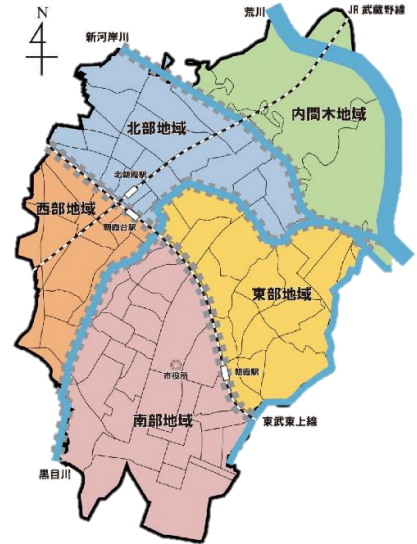 荒川
JR武蔵野線
N
新河岸川
内間木地域
北部地域
北朝霞駅
西部地域
朝霞台駅
東部地域
朝霞駅
市役所
南部地域
東武東上線
黒目川